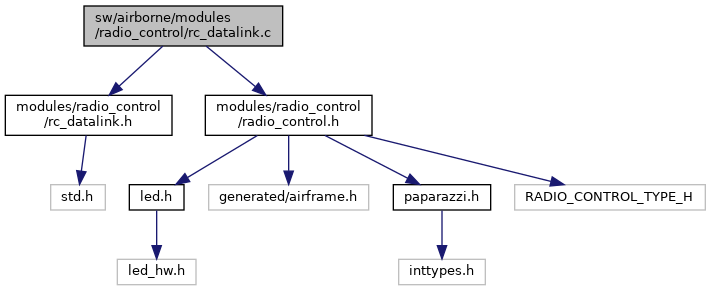 sw/airborne/modules
/radio_control/rc_datalink.c
modules/radio_control
/rc_datalink.h
modules/radio_control
/radio_control.h
std.h
led.h
generated/airframe.h
paparazzi.h
RADIO_CONTROL_TYPE_H
led_hw.h
inttypes.h